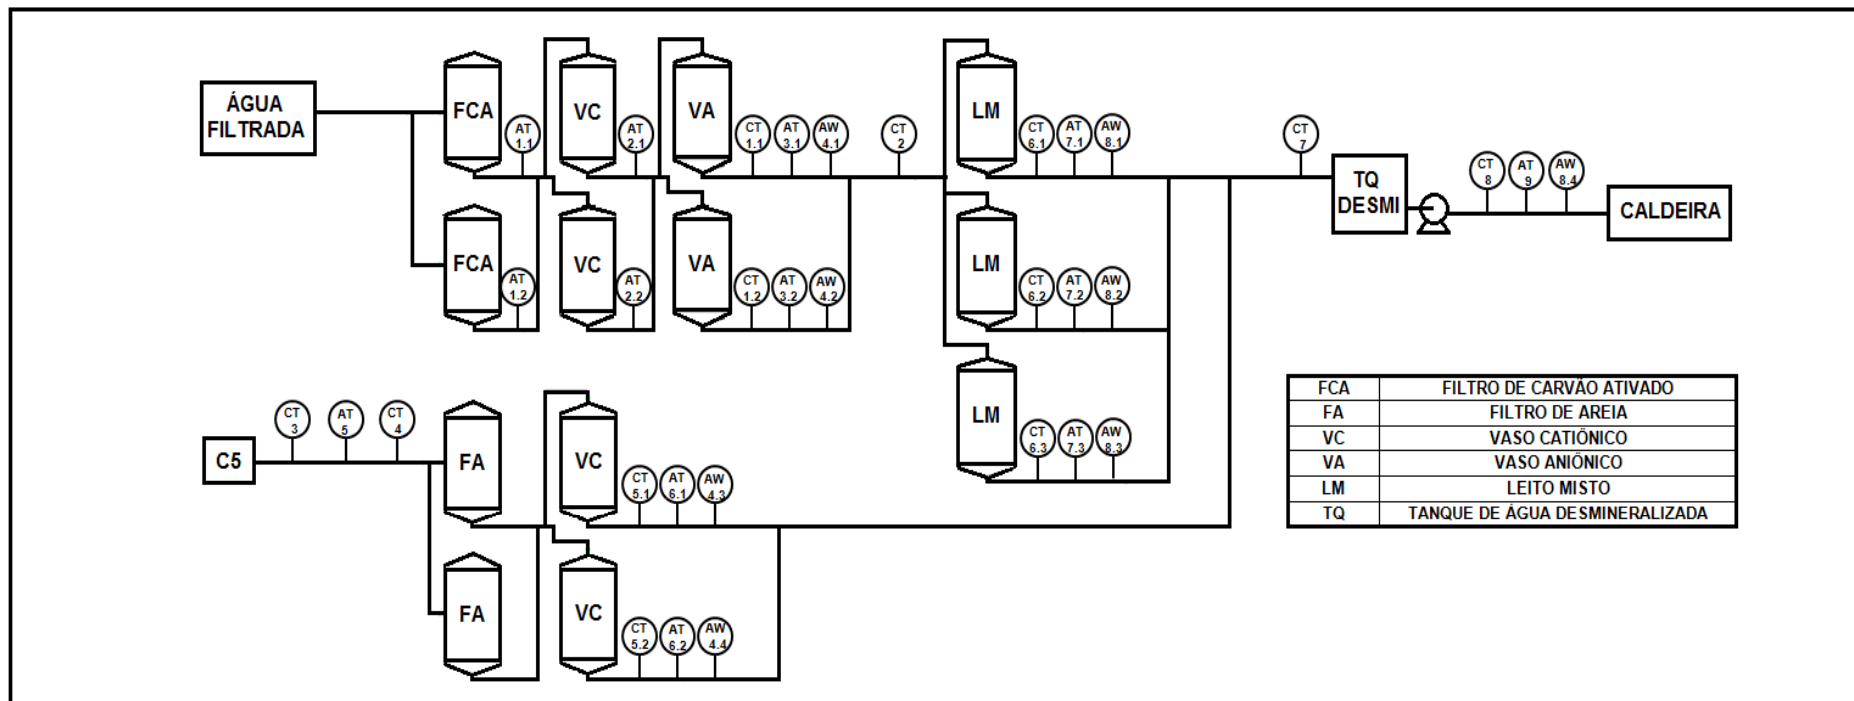 ÁGUA
FILTRADA
FCA
AT
1.1
VC
AT
2.1
VA
CT
1.1
AT
3.1
AW
4.1
CT
2
LM
CT
6.1
AT
7.1
AW
8.1
CT
7
TQ
DESMI
CT
8
AT
9
AW
8.4
CALDEIRA
FCA
AT
1.2
VC
AT
2.2
VA
CT
1.2
AT
3.2
AW
4.2
LM
CT
6.2
AT
7.2
AW
8.2
LM
CT
6.3
AT
7.3
AW
8.3
C5
CT
3
AT
5
CT
4
FA
VC
CT
5.1
AT
6.1
AW
4.3
FA
VC
CT
5.2
AT
6.2
AW
4.4
FCA FILTRO DE CARVÃO ATIVADO
FA FILTRO DE AREIA
VC VASO CATIÔNICO
VA VASO ANIÔNICO
LM LEITO MISTO
TQ TANQUE DE ÁGUA DESMINERALIZADA